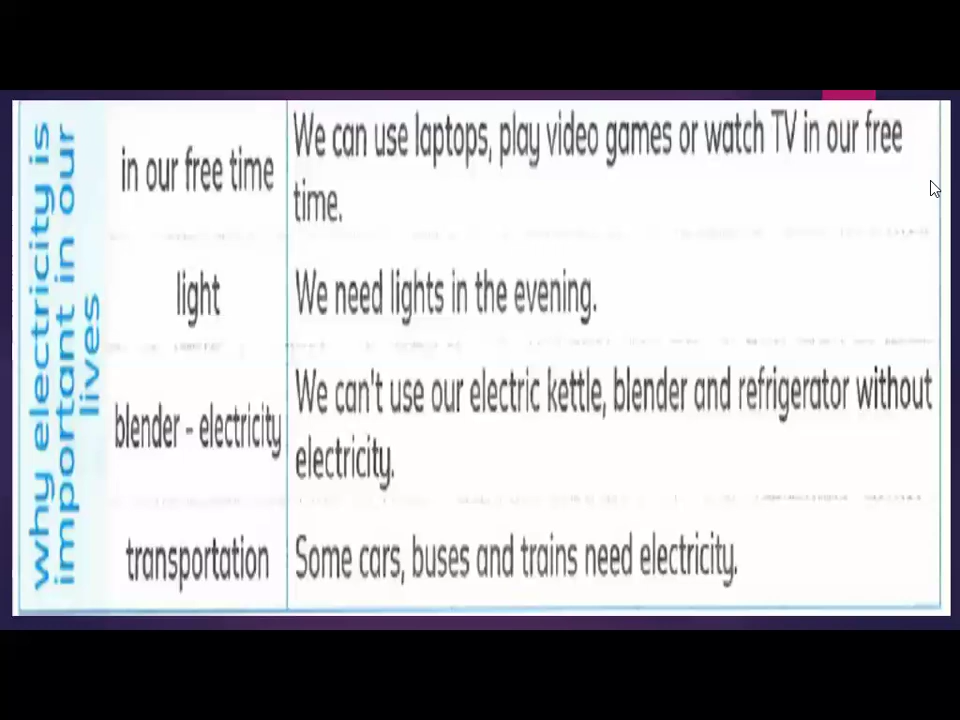 why electricity is
important in our
lives
in our free time
We can use laptops, play video games or watch TV in our free
time.
light
We need lights in the evening.
blender - electricity
We can't use our electric kettle, blender and refrigerator without
electricity.
transportation
Some cars, buses and trains need electricity.